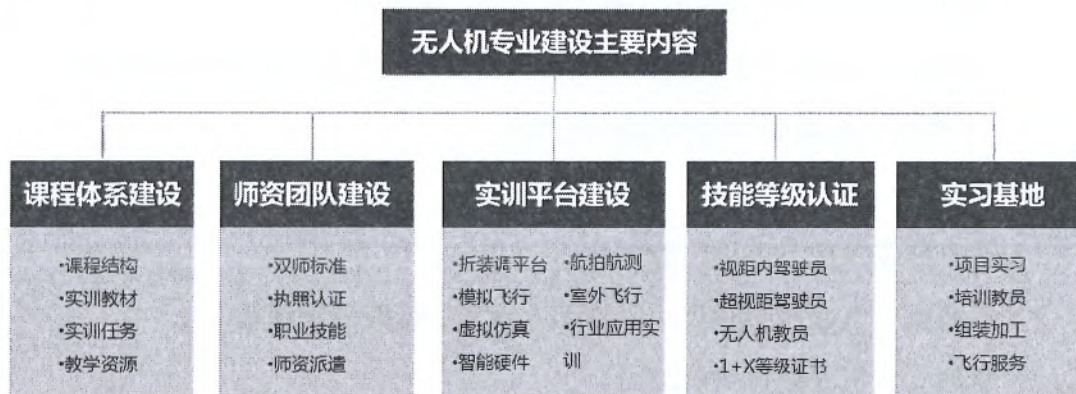 无人机专业建设主要内容
课程体系建设
·课程结构
·实训教材
·实训任务
·教学资源
师资团队建设
·双师标准
·执照认证
·职业技能
·师资派遣
实训平台建设
·折装调平台
·模拟飞行
·虚拟仿真
·智能硬件
·航拍航测
·室外飞行
·行业应用实
训
技能等级认证
·视距内驾驶员
·超视距驾驶员
·无人机教员
·1+X等级证书
实习基地
·项目实习
·培训教员
·组装加工
·飞行服务